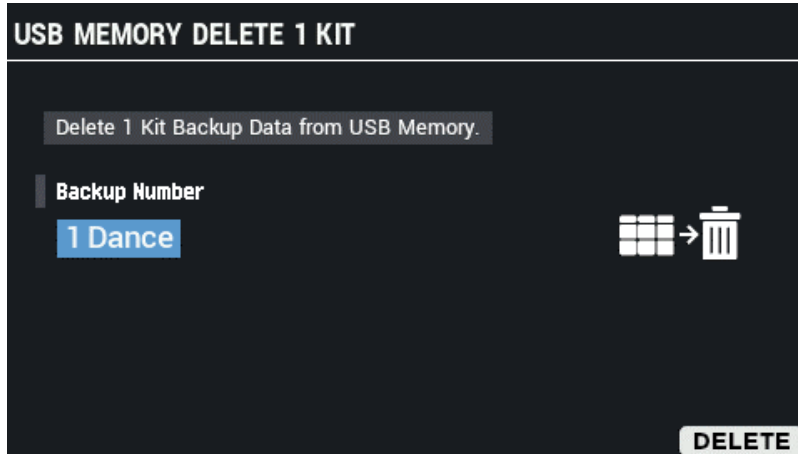 USB MEMORY DELETE 1 KIT
Delete 1 Kit Backup Data from USB Memory.
Backup Number
1 Dance
DELETE